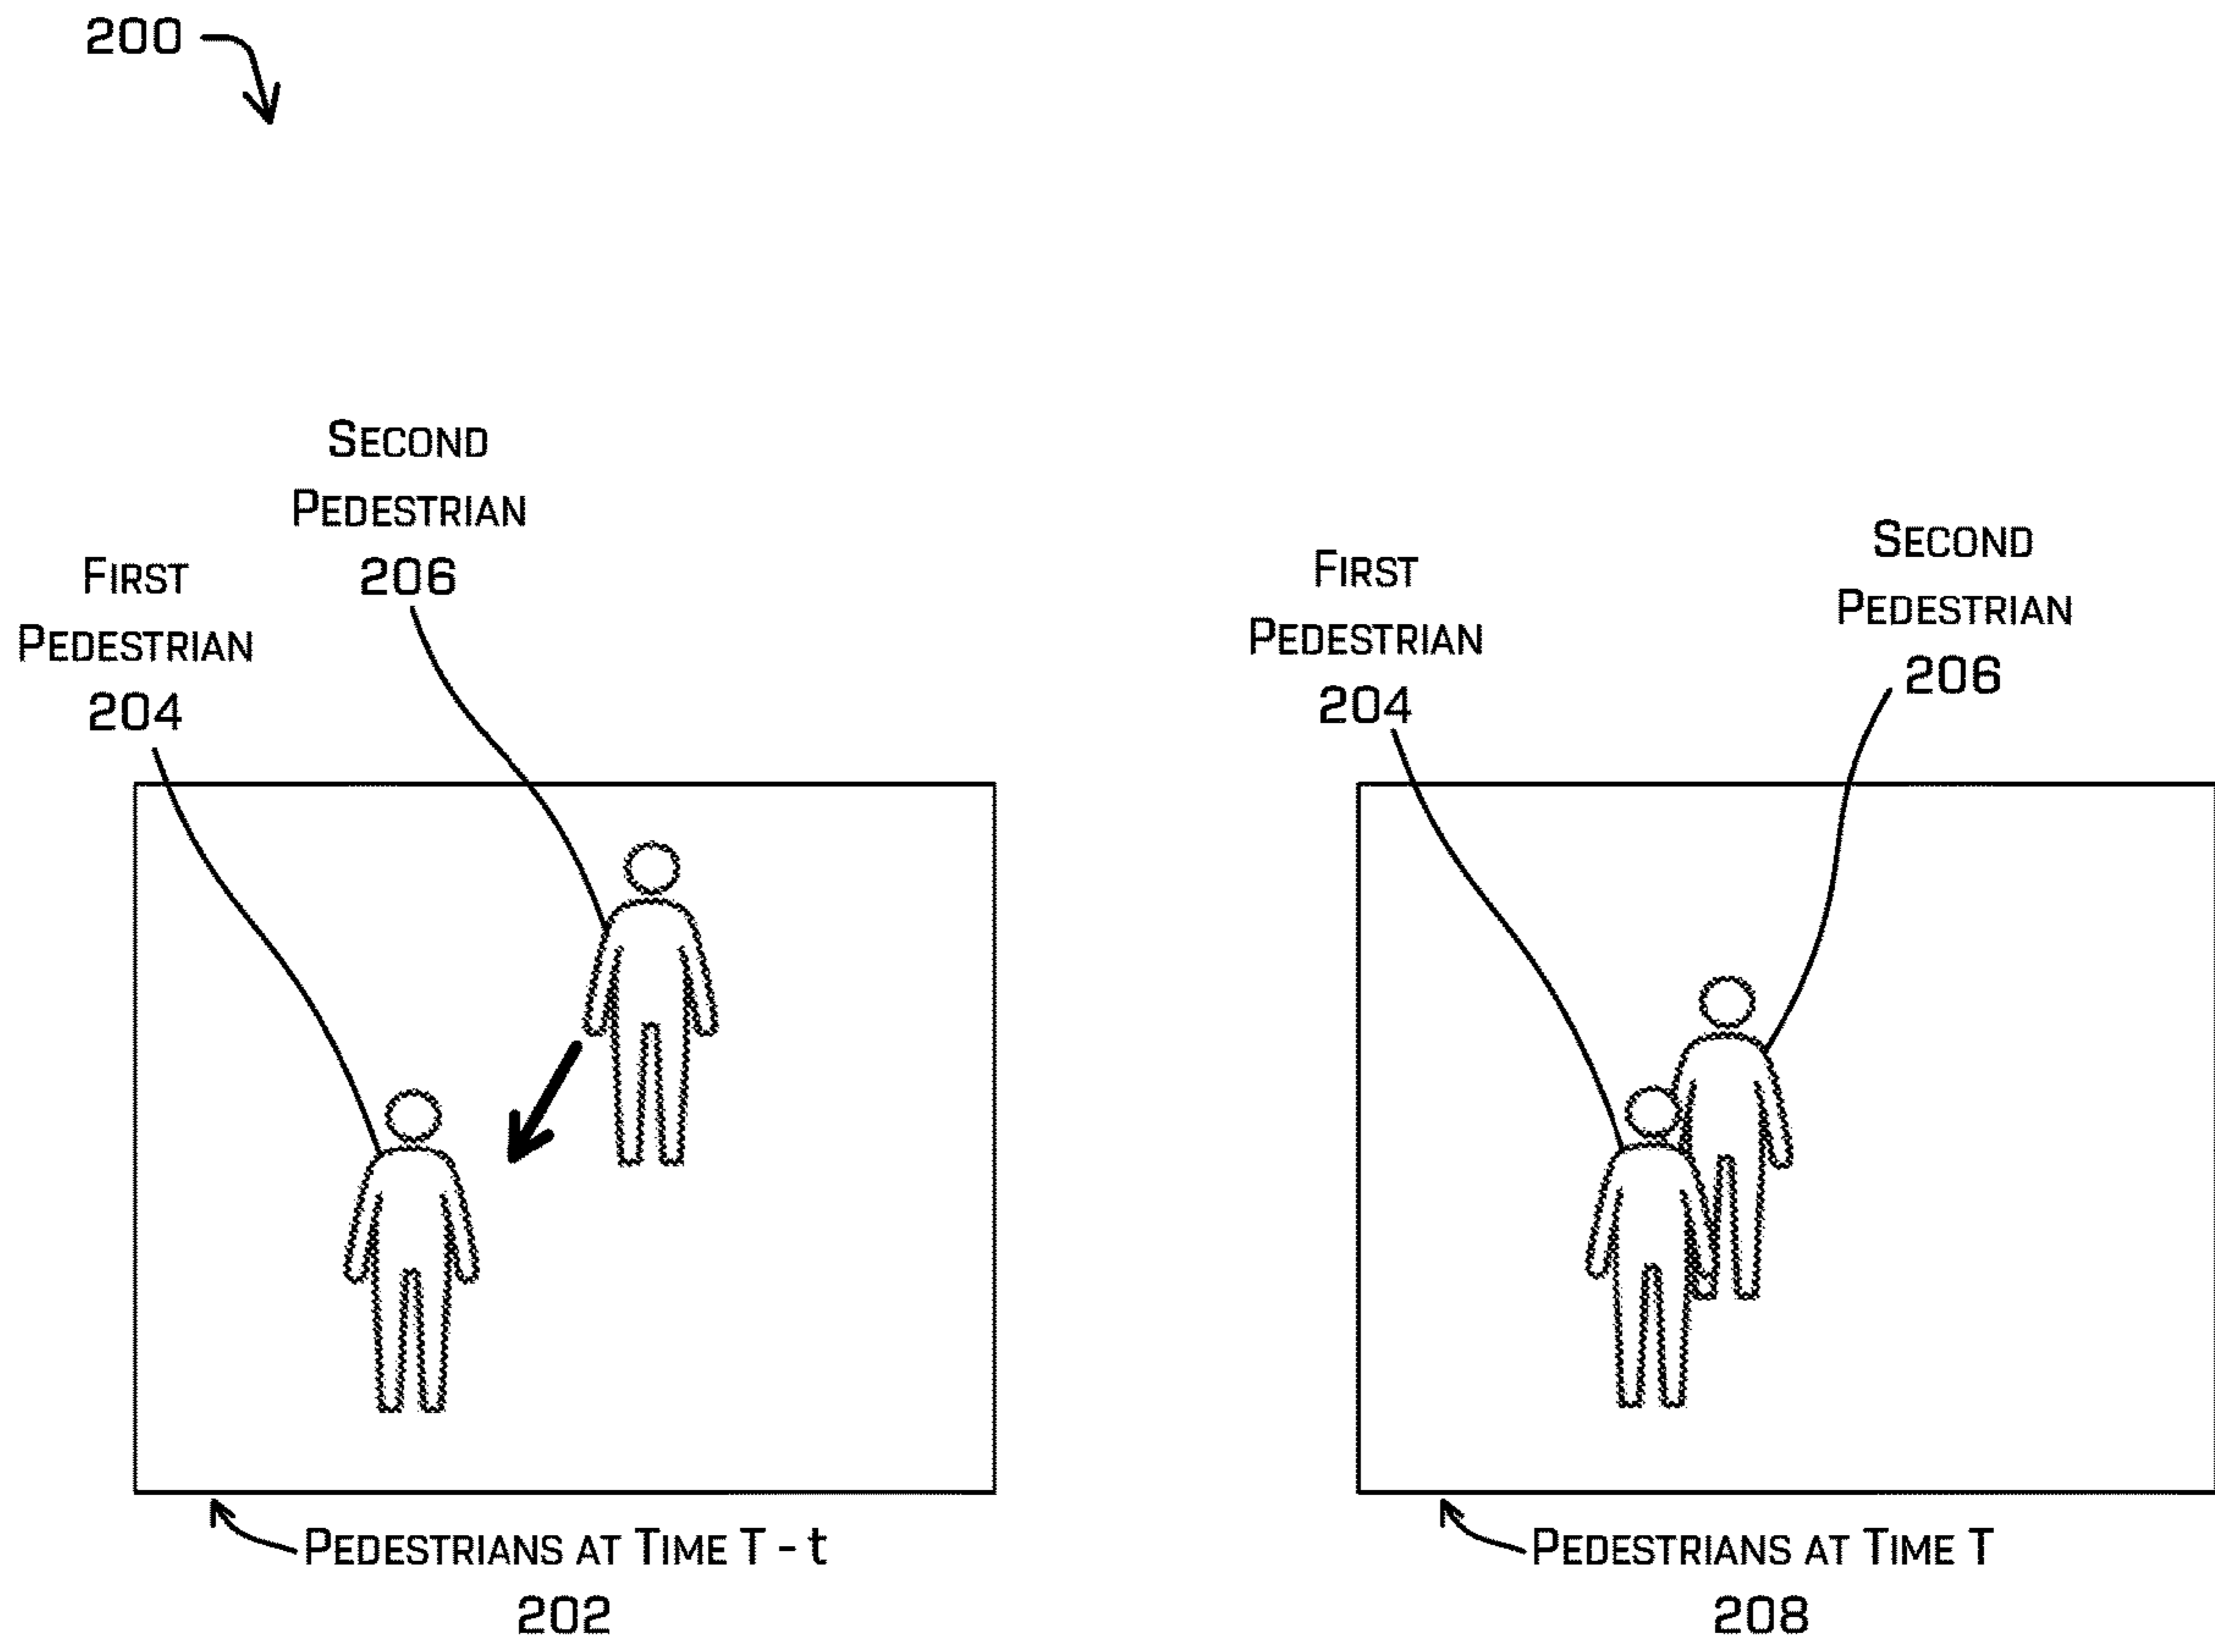 200
SECOND
PEDESTRIAN
206
FIRST
PEDESTRIAN
204
PEDESTRIANS AT TIME T - t
202
FIRST
PEDESTRIAN
204
SECOND
PEDESTRIAN
206
PEDESTRIANS AT TIME T
208